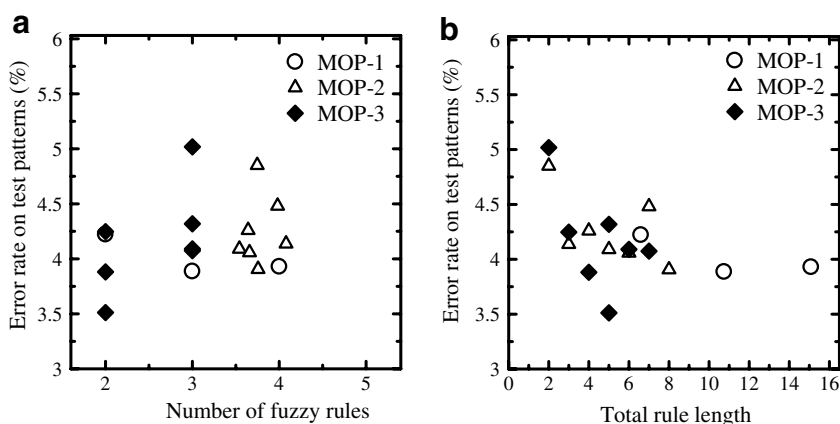 a
Error rate on test patterns (%)
6
5.5
5
4.5
4
3.5
3
MOP-1
MOP-2
MOP-3
2 3 4 5
Number of fuzzy rules
b
Error rate on test patterns (%)
6
5.5
5
4.5
4
3.5
3
MOP-1
MOP-2
MOP-3
0 2 4 6 8 10 12 14 16
Total rule length